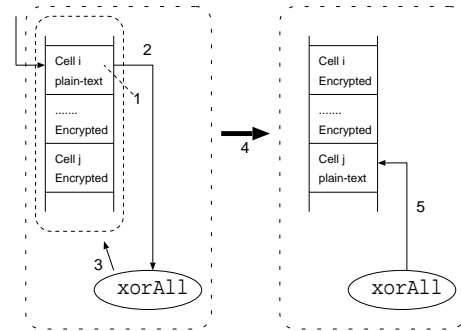 Cell i
plain-text
.......
Encrypted
Cell j
Encrypted
1
2
3
xorAll
4
Cell i
Encrypted
.......
Encrypted
Cell j
plain-text
5
xorAll